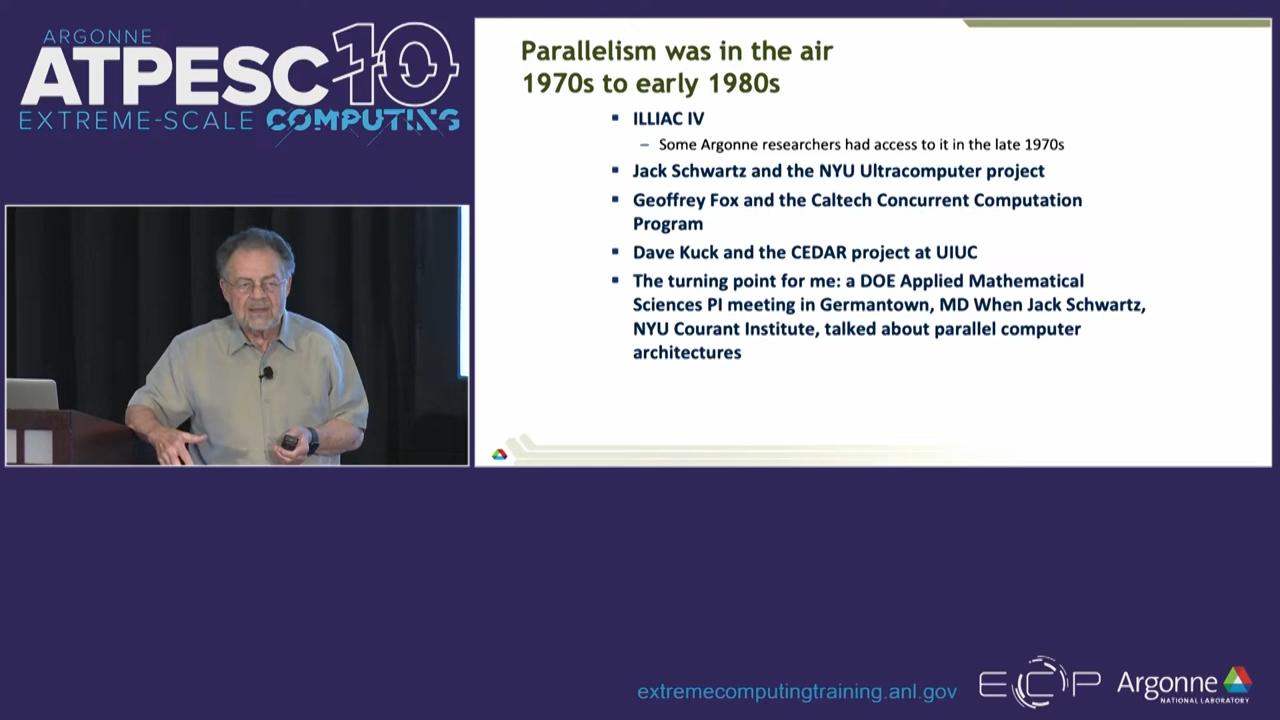 ARGONNE
ATPESC10
EXTREME-SCALE COMPUTING
Parallelism was in the air
1970s to early 1980s
▪ ILLIAC IV
– Some Argonne researchers had access to it in the late 1970s
▪ Jack Schwartz and the NYU Ultracomputer project
▪ Geoffrey Fox and the Caltech Concurrent Computation
Program
▪ Dave Kuck and the CEDAR project at UIUC
▪ The turning point for me: a DOE Applied Mathematical
Sciences PI meeting in Germantown, MD When Jack Schwartz,
NYU Courant Institute, talked about parallel computer
architectures
extremecomputingtraining.anl.gov
ECP
Argonne
NATIONAL LABORATORY